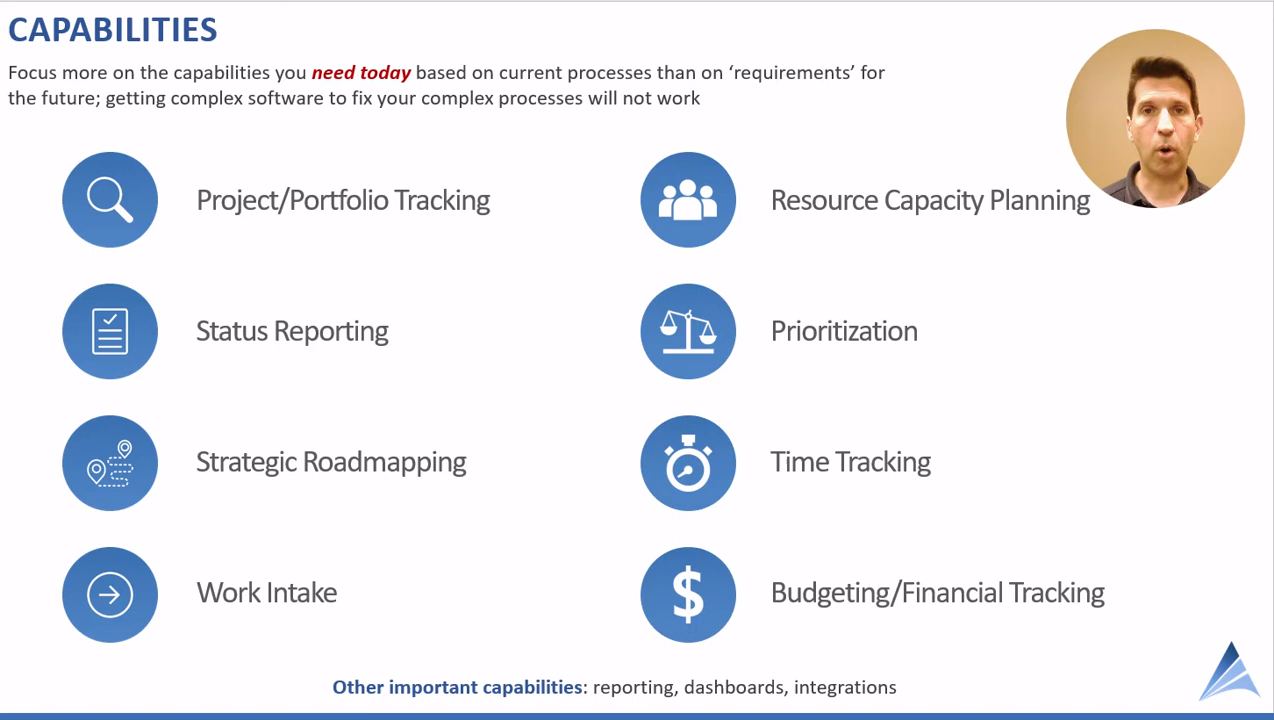 CAPABILITIES
Focus more on the capabilities you need today based on current processes than on ‘requirements’ for
the future; getting complex software to fix your complex processes will not work
Project/Portfolio Tracking
Resource Capacity Planning
Status Reporting
Prioritization
Strategic Roadmapping
Time Tracking
Work Intake
$
Budgeting/Financial Tracking
Other important capabilities: reporting, dashboards, integrations